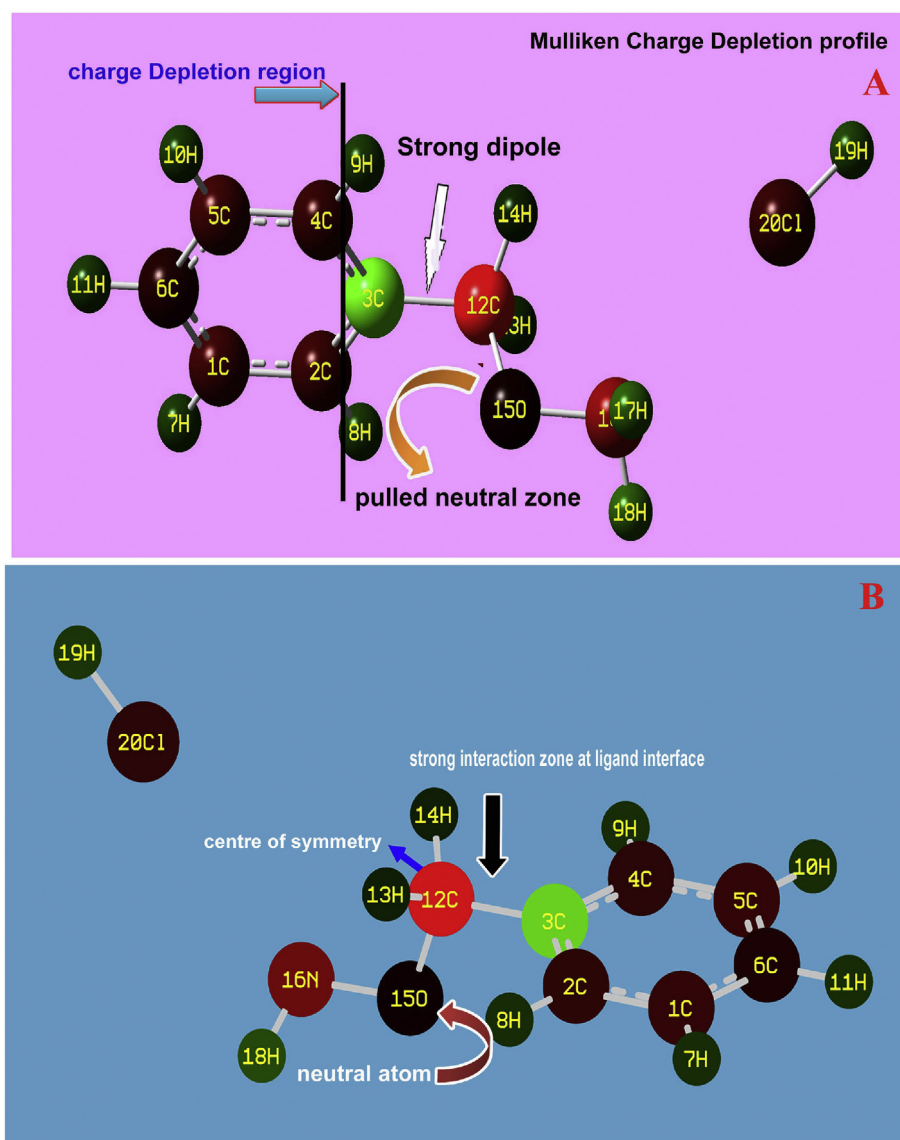 Mulliken Charge Depletion profile
charge Depletion region
A
19H
10H
9H
Strong dipole
14H
5C
4C
20Cl
11H
6C
3C
12C
3H
1C
2C
15O
17H
7H
8H
pulled neutral zone
18H
B
19H
20Cl
strong interaction zone at ligand interface
14H
9H
centre of symmetry
10H
13H
12C
4C
5C
3C
6C
16N
2C
11H
15O
8H
1C
18H
7H
neutral atom